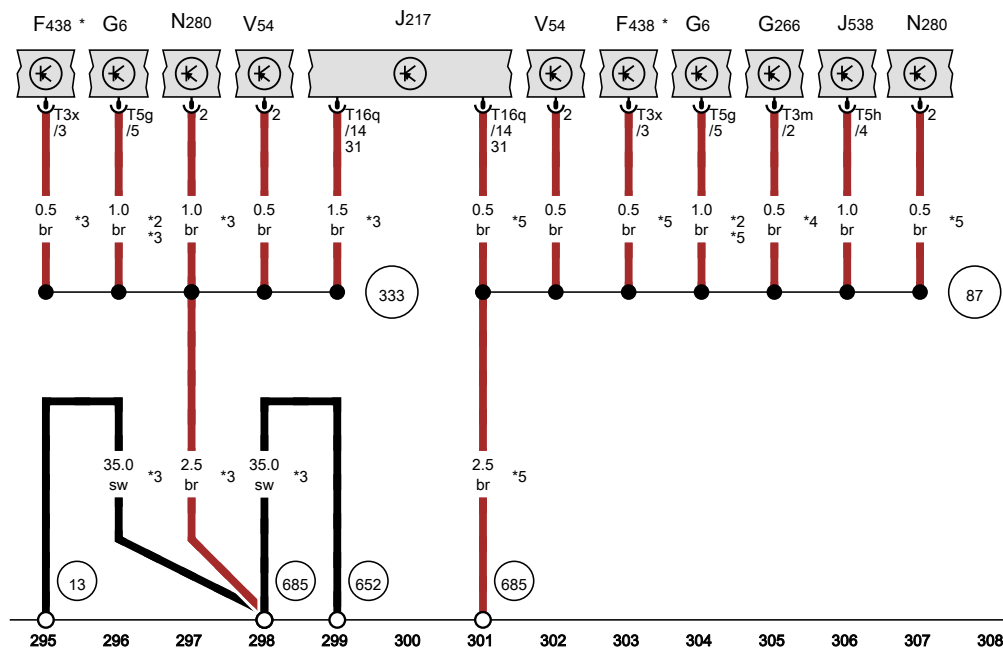 F438 * G6 N280 V54 J217 V54 F438 * G6 G266 J538 N280
T3x T5g 2 2 T16q T16q 2 T3x T5g T3m T5h 2
/3 /5 /14 /14 /3 /5 /2 /4
31 31
0.5 1.0 1.0 0.5 1.5 0.5 0.5 0.5 1.0 0.5 1.0 0.5
*3 *2 *3 *3 *5 *5 *2 *4 *5
br br br br br br br br br br br br
*3 *5
333 87
35.0 2.5 35.0 2.5
*3 *3 *3 *5
sw br sw br
13 685 652 685
295 296 297 298 299 300 301 302 303 304 305 306 307 308